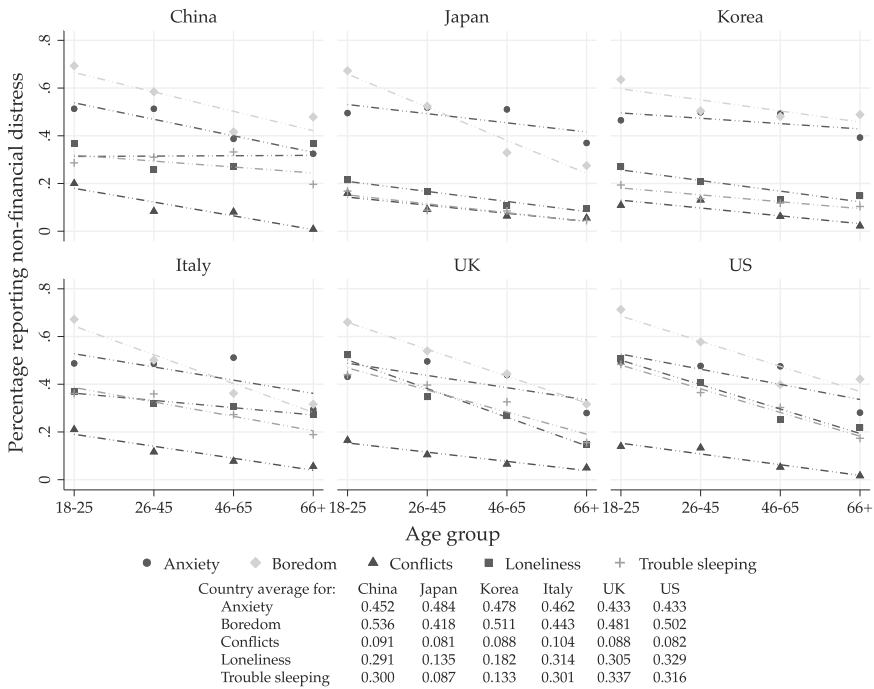 China Japan Korea
.8
.6
.4
.2
0
Italy UK US
.8
.6
.4
.2
0
Percentage reporting non-financial distress
18-25 26-45 46-65 66+ 18-25 26-45 46-65 66+ 18-25 26-45 46-65 66+
Age group
Anxiety Boredom Conflicts Loneliness Trouble sleeping
Country average for: China Japan Korea Italy UK US
Anxiety 0.452 0.484 0.478 0.462 0.433 0.433
Boredom 0.536 0.418 0.511 0.443 0.481 0.502
Conflicts 0.091 0.081 0.088 0.104 0.088 0.082
Loneliness 0.291 0.135 0.182 0.314 0.305 0.329
Trouble sleeping 0.300 0.087 0.133 0.301 0.337 0.316